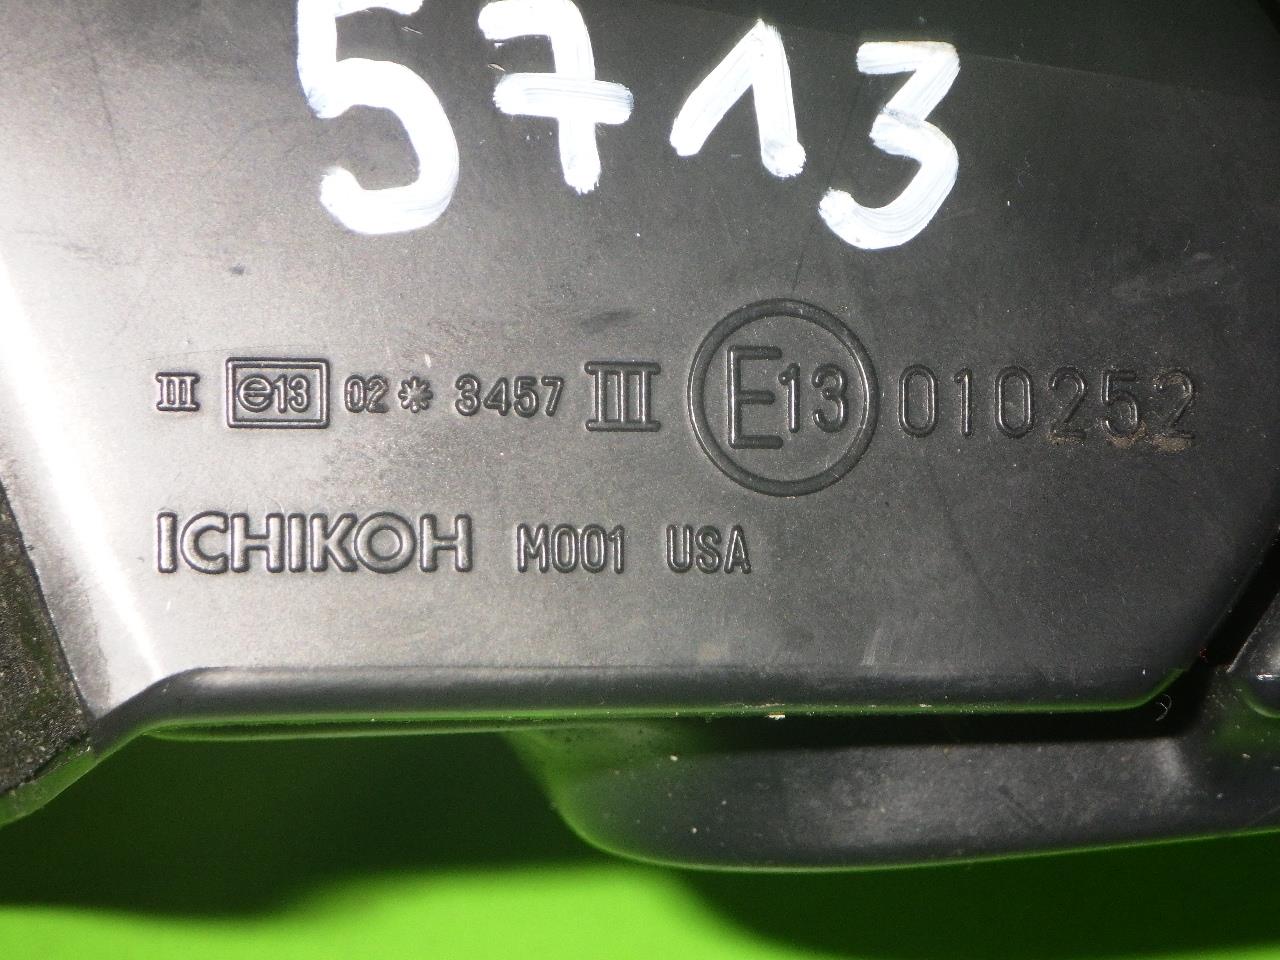 5713
III e13 02 * 3457 III E13 010252
ICHIKOH M001 USA